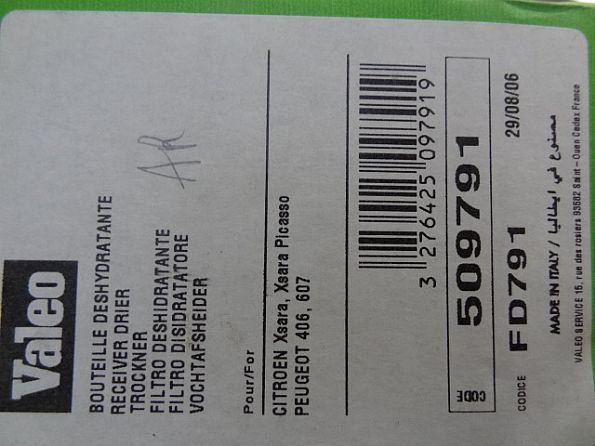 Valeo
BOUTEILLE DESHYDRATANTE
RECEIVER DRIER
TROCKNER
FILTRO DESHIDRATANTE
FILTRO DISIDRATATORE
VOCHTAFSHEIDER
AR
Pour/For
CITROEN Xsara, Xsara Picasso
PEUGEOT 406, 607
3 276425 097919
CODE 509791
CODICE FD791 29/08/06
MADE IN ITALY / مصنوع في ايطاليا
VALEO SERVICE 15, rue des rosiers 93582 Saint - Ouen Cedex France